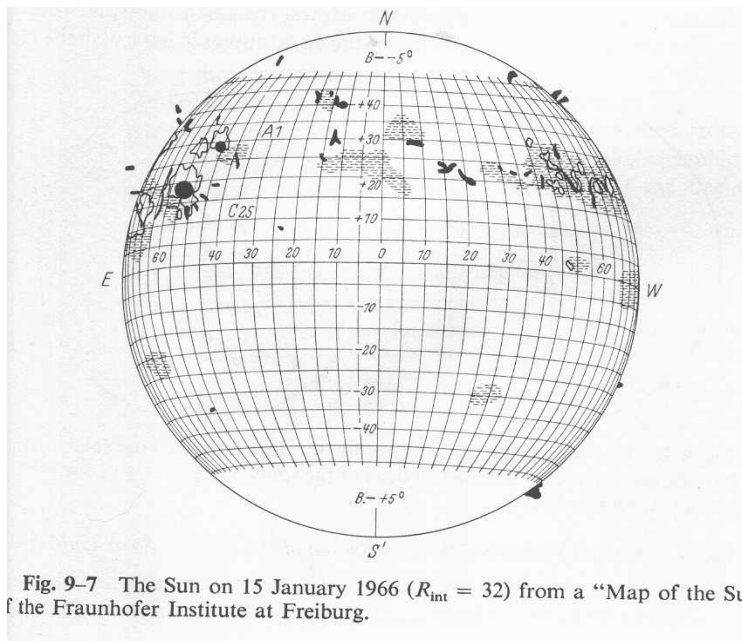 N
B--5°
+40
A1
+30
+20
C25
+10
60 40 30 20 10 0 10 20 30 40 60
E
W
-10
-20
-30
-40
B.-+5°
S'
Fig. 9–7 The Sun on 15 January 1966 (Rint = 32) from a “Map of the Su
f the Fraunhofer Institute at Freiburg.